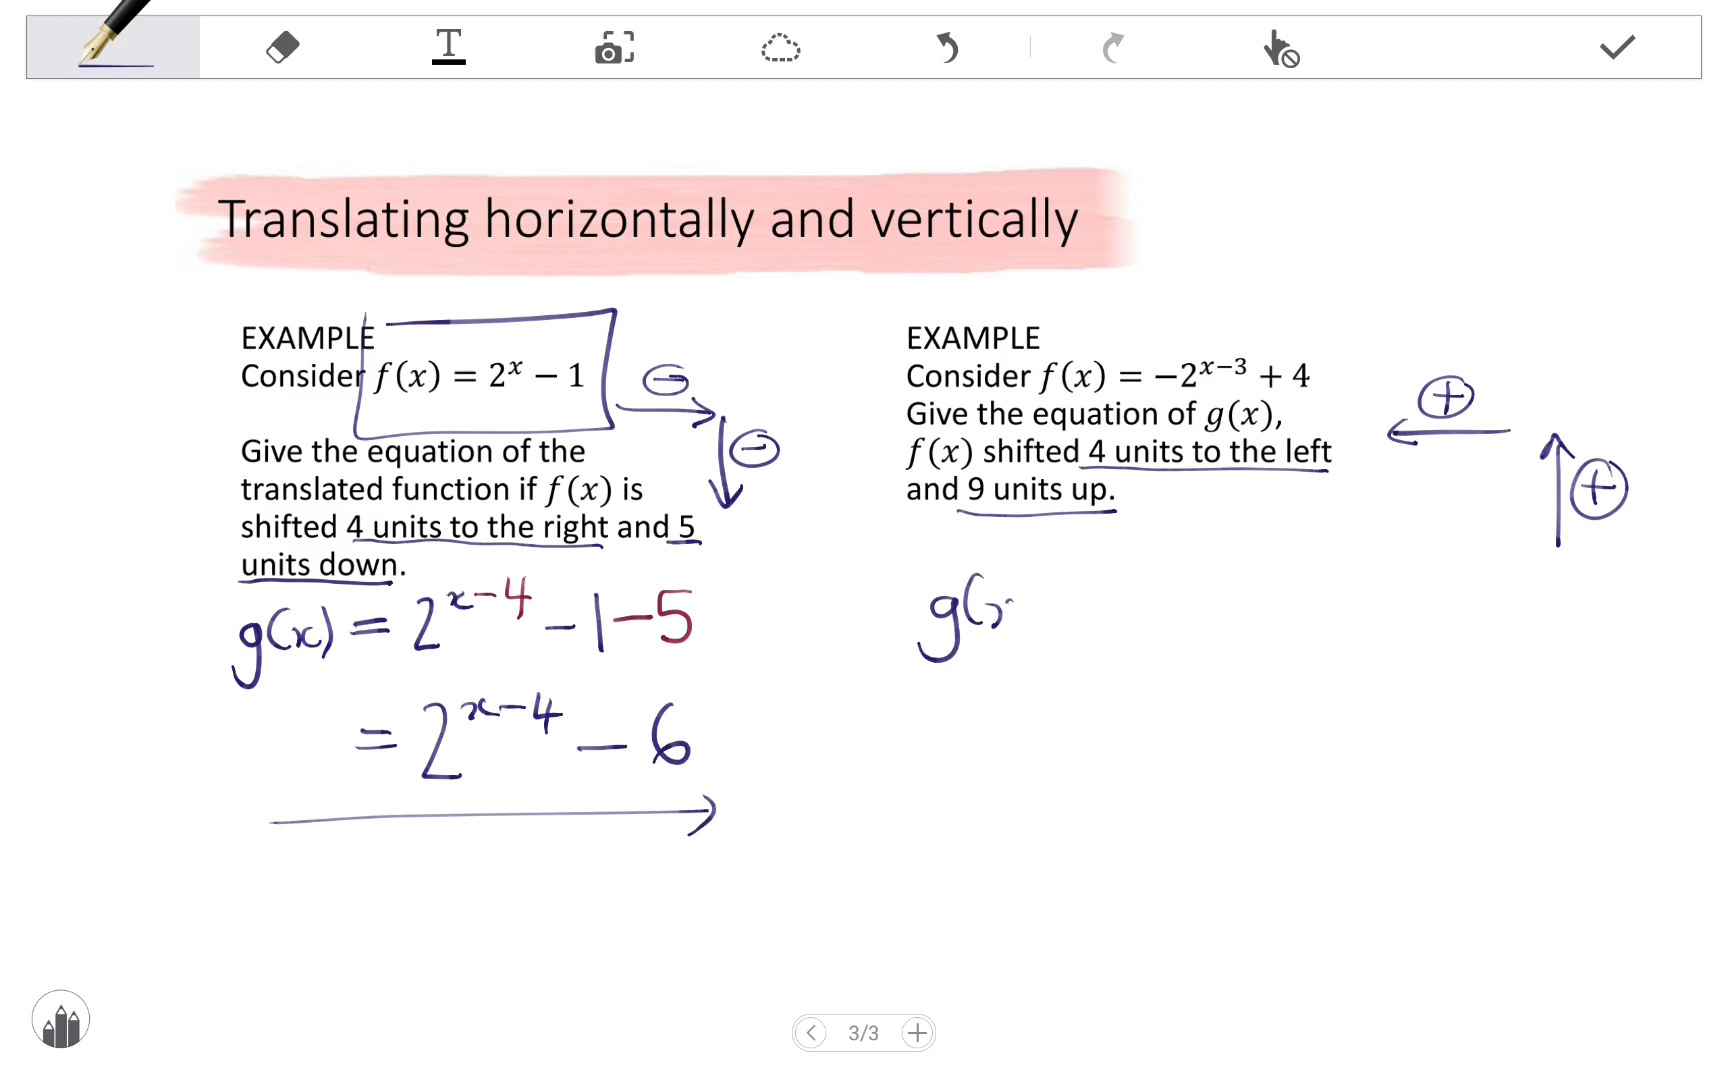 T
Translating horizontally and vertically
EXAMPLE
Consider f(x) = 2^x − 1
Give the equation of the
translated function if f(x) is
shifted 4 units to the right and 5
units down.
g(x) = 2^{x−4} − 1 − 5
= 2^{x−4} − 6
− −
EXAMPLE
Consider f(x) = −2^{x−3} + 4
Give the equation of g(x),
f(x) shifted 4 units to the left
and 9 units up.
+ +
g(
3/3